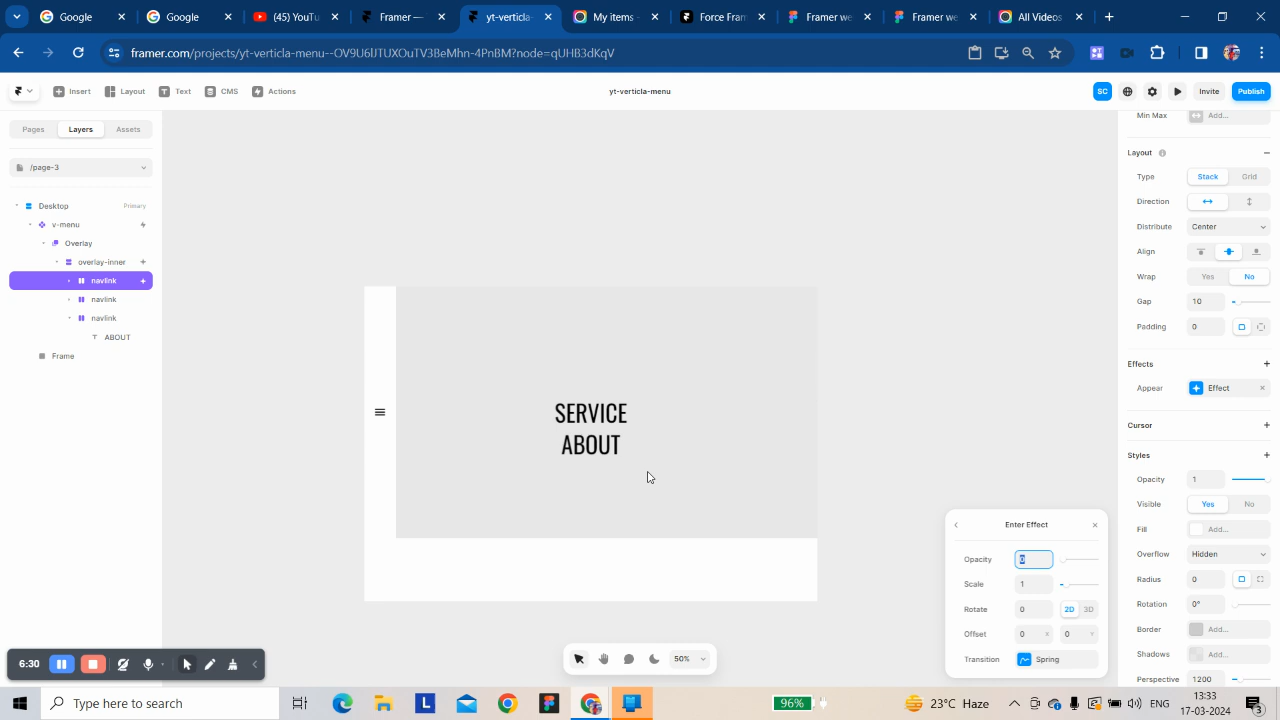 Google
Google
(45) YouTu
Framer —
yt-verticla-
My items -
Force Fram
Framer we
Framer we
All Videos
framer.com/projects/yt-verticla-menu--OV9U6lJTUXOuTV3BeMhn-4PnBM?node=qUHB3dKqV
Insert
Layout
Text
CMS
Actions
yt-verticla-menu
SC
Invite
Publish
Pages
Layers
Assets
/page-3
Desktop
Primary
v-menu
Overlay
overlay-inner
navlink
navlink
navlink
ABOUT
Frame
SERVICE
ABOUT
Min Max
Add...
Layout
Type
Stack
Grid
Direction
Distribute
Center
Align
Wrap
Yes
No
Gap
10
Padding
0
Effects
Appear
Effect
Cursor
Styles
Opacity
1
Visible
Yes
No
Fill
Add...
Overflow
Hidden
Radius
0
Rotation
0°
Border
Add...
Shadows
Add...
Perspective
1200
Enter Effect
Opacity
0
Scale
1
Rotate
0
2D
3D
Offset
0
X
0
Y
Transition
Spring
50%
6:30
Type here to search
96%
23°C Haze
ENG
13:33
17-03-2024
3